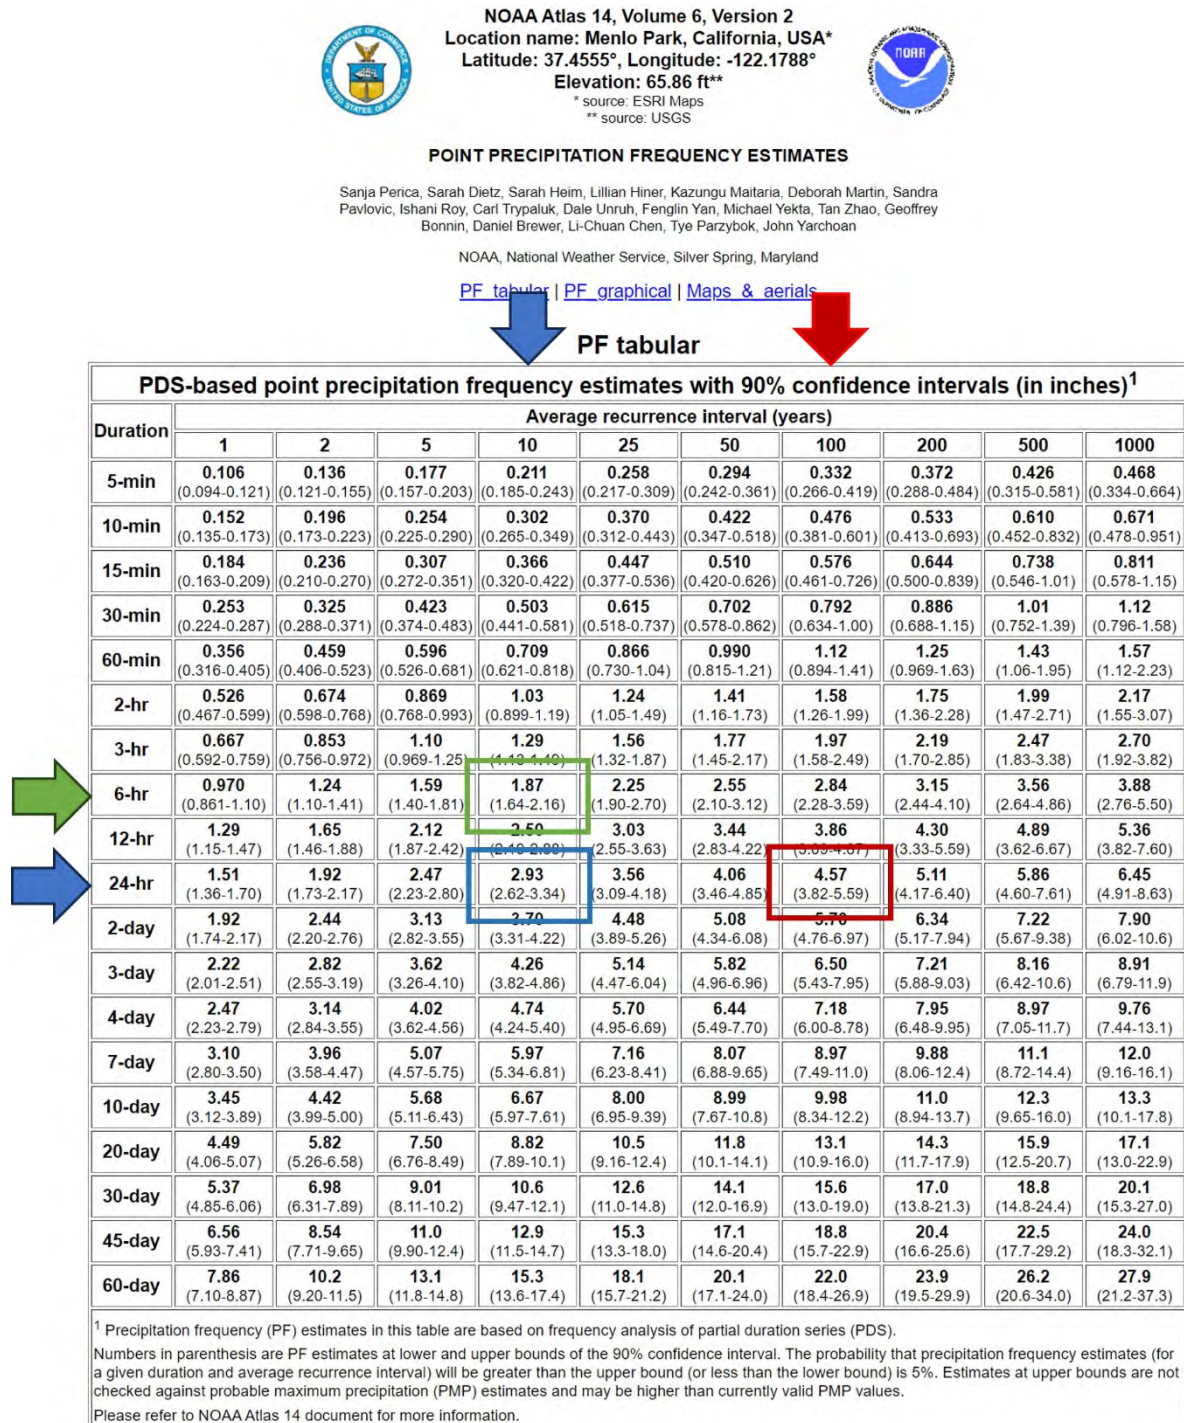 NOAA Atlas 14, Volume 6, Version 2
Location name: Menlo Park, California, USA*
Latitude: 37.4555°, Longitude: -122.1788°
Elevation: 65.86 ft**
* source: ESRI Maps
** source: USGS
POINT PRECIPITATION FREQUENCY ESTIMATES
Sanja Perica, Sarah Dietz, Sarah Heim, Lillian Hiner, Kazungu Maitaria, Deborah Martin, Sandra
Pavlovic, Ishani Roy, Carl Trypaluk, Dale Unruh, Fenglin Yan, Michael Yekta, Tan Zhao, Geoffrey
Bonnin, Daniel Brewer, Li-Chuan Chen, Tye Parzybok, John Yarchoan
NOAA, National Weather Service, Silver Spring, Maryland
PF_tabular | PF_graphical | Maps_&_aerials
PF tabular
PDS-based point precipitation frequency estimates with 90% confidence intervals (in inches)1
Duration Average recurrence interval (years)
1 2 5 10 25 50 100 200 500 1000
5-min 0.106 0.136 0.177 0.211 0.258 0.294 0.332 0.372 0.426 0.468
(0.094-0.121) (0.121-0.155) (0.157-0.203) (0.185-0.243) (0.217-0.309) (0.242-0.361) (0.266-0.419) (0.288-0.484) (0.315-0.581) (0.334-0.664)
10-min 0.152 0.196 0.254 0.302 0.370 0.422 0.476 0.533 0.610 0.671
(0.135-0.173) (0.173-0.223) (0.225-0.290) (0.265-0.349) (0.312-0.443) (0.347-0.518) (0.381-0.601) (0.413-0.693) (0.452-0.832) (0.478-0.951)
15-min 0.184 0.236 0.307 0.366 0.447 0.510 0.576 0.644 0.738 0.811
(0.163-0.209) (0.210-0.270) (0.272-0.351) (0.320-0.422) (0.377-0.536) (0.420-0.626) (0.461-0.726) (0.500-0.839) (0.546-1.01) (0.578-1.15)
30-min 0.253 0.325 0.423 0.503 0.615 0.702 0.792 0.886 1.01 1.12
(0.224-0.287) (0.288-0.371) (0.374-0.483) (0.441-0.581) (0.518-0.737) (0.578-0.862) (0.634-1.00) (0.688-1.15) (0.752-1.39) (0.796-1.58)
60-min 0.356 0.459 0.596 0.709 0.866 0.990 1.12 1.25 1.43 1.57
(0.316-0.405) (0.406-0.523) (0.526-0.681) (0.621-0.818) (0.730-1.04) (0.815-1.21) (0.894-1.41) (0.969-1.63) (1.06-1.95) (1.12-2.23)
2-hr 0.526 0.674 0.869 1.03 1.24 1.41 1.58 1.75 1.99 2.17
(0.467-0.599) (0.598-0.768) (0.768-0.993) (0.899-1.19) (1.05-1.49) (1.16-1.73) (1.26-1.99) (1.36-2.28) (1.47-2.71) (1.55-3.07)
3-hr 0.667 0.853 1.10 1.29 1.56 1.77 1.97 2.19 2.47 2.70
(0.592-0.759) (0.756-0.972) (0.969-1.25) (1.32-1.87) (1.45-2.17) (1.58-2.49) (1.70-2.85) (1.83-3.38) (1.92-3.82)
6-hr 0.970 1.24 1.59 1.87 2.25 2.55 2.84 3.15 3.56 3.88
(0.861-1.10) (1.10-1.41) (1.40-1.81) (1.64-2.16) (1.90-2.70) (2.10-3.12) (2.28-3.59) (2.44-4.10) (2.64-4.86) (2.76-5.50)
12-hr 1.29 1.65 2.12 2.50 3.03 3.44 3.86 4.30 4.89 5.36
(1.15-1.47) (1.46-1.88) (1.87-2.42) (2.55-3.63) (2.83-4.22) (3.33-5.59) (3.62-6.67) (3.82-7.60)
24-hr 1.51 1.92 2.47 2.93 3.56 4.06 4.57 5.11 5.86 6.45
(1.36-1.70) (1.73-2.17) (2.23-2.80) (2.62-3.34) (3.09-4.18) (3.46-4.85) (3.82-5.59) (4.17-6.40) (4.60-7.61) (4.91-8.63)
2-day 1.92 2.44 3.13 3.70 4.48 5.08 5.70 6.34 7.22 7.90
(1.74-2.17) (2.20-2.76) (2.82-3.55) (3.31-4.22) (3.89-5.26) (4.34-6.08) (4.76-6.97) (5.17-7.94) (5.67-9.38) (6.02-10.6)
3-day 2.22 2.82 3.62 4.26 5.14 5.82 6.50 7.21 8.16 8.91
(2.01-2.51) (2.55-3.19) (3.26-4.10) (3.82-4.86) (4.47-6.04) (4.96-6.96) (5.43-7.95) (5.88-9.03) (6.42-10.6) (6.79-11.9)
4-day 2.47 3.14 4.02 4.74 5.70 6.44 7.18 7.95 8.97 9.76
(2.23-2.79) (2.84-3.55) (3.62-4.56) (4.24-5.40) (4.95-6.69) (5.49-7.70) (6.00-8.78) (6.48-9.95) (7.05-11.7) (7.44-13.1)
7-day 3.10 3.96 5.07 5.97 7.16 8.07 8.97 9.88 11.1 12.0
(2.80-3.50) (3.58-4.47) (4.57-5.75) (5.34-6.81) (6.23-8.41) (6.88-9.65) (7.49-11.0) (8.06-12.4) (8.72-14.4) (9.16-16.1)
10-day 3.45 4.42 5.68 6.67 8.00 8.99 9.98 11.0 12.3 13.3
(3.12-3.89) (3.99-5.00) (5.11-6.43) (5.97-7.61) (6.95-9.39) (7.67-10.8) (8.34-12.2) (8.94-13.7) (9.65-16.0) (10.1-17.8)
20-day 4.49 5.82 7.50 8.82 10.5 11.8 13.1 14.3 15.9 17.1
(4.06-5.07) (5.26-6.58) (6.76-8.49) (7.89-10.1) (9.16-12.4) (10.1-14.1) (10.9-16.0) (11.7-17.9) (12.5-20.7) (13.0-22.9)
30-day 5.37 6.98 9.01 10.6 12.6 14.1 15.6 17.0 18.8 20.1
(4.85-6.06) (6.31-7.89) (8.11-10.2) (9.47-12.1) (11.0-14.8) (12.0-16.9) (13.0-19.0) (13.8-21.3) (14.8-24.4) (15.3-27.0)
45-day 6.56 8.54 11.0 12.9 15.3 17.1 18.8 20.4 22.5 24.0
(5.93-7.41) (7.71-9.65) (9.90-12.4) (11.5-14.7) (13.3-18.0) (14.6-20.4) (15.7-22.9) (16.6-25.6) (17.7-29.2) (18.3-32.1)
60-day 7.86 10.2 13.1 15.3 18.1 20.1 22.0 23.9 26.2 27.9
(7.10-8.87) (9.20-11.5) (11.8-14.8) (13.6-17.4) (15.7-21.2) (17.1-24.0) (18.4-26.9) (19.5-29.9) (20.6-34.0) (21.2-37.3)
1 Precipitation frequency (PF) estimates in this table are based on frequency analysis of partial duration series (PDS).
Numbers in parenthesis are PF estimates at lower and upper bounds of the 90% confidence interval. The probability that precipitation frequency estimates (for
a given duration and average recurrence interval) will be greater than the upper bound (or less than the lower bound) is 5%. Estimates at upper bounds are not
checked against probable maximum precipitation (PMP) estimates and may be higher than currently valid PMP values.
Please refer to NOAA Atlas 14 document for more information.